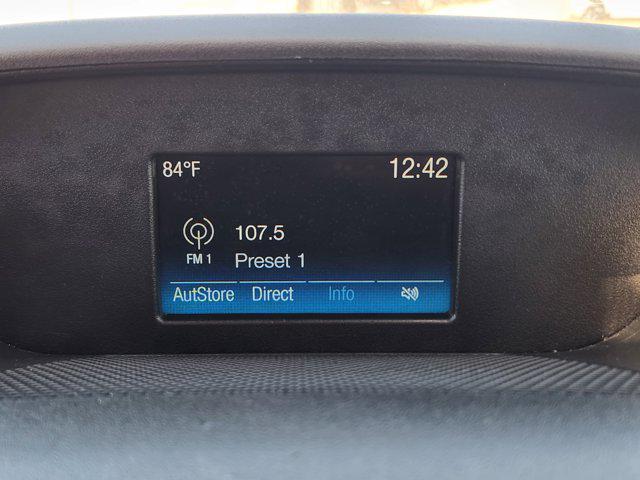 84°F 12:42
107.5
FM 1 Preset 1
AutStore Direct Info